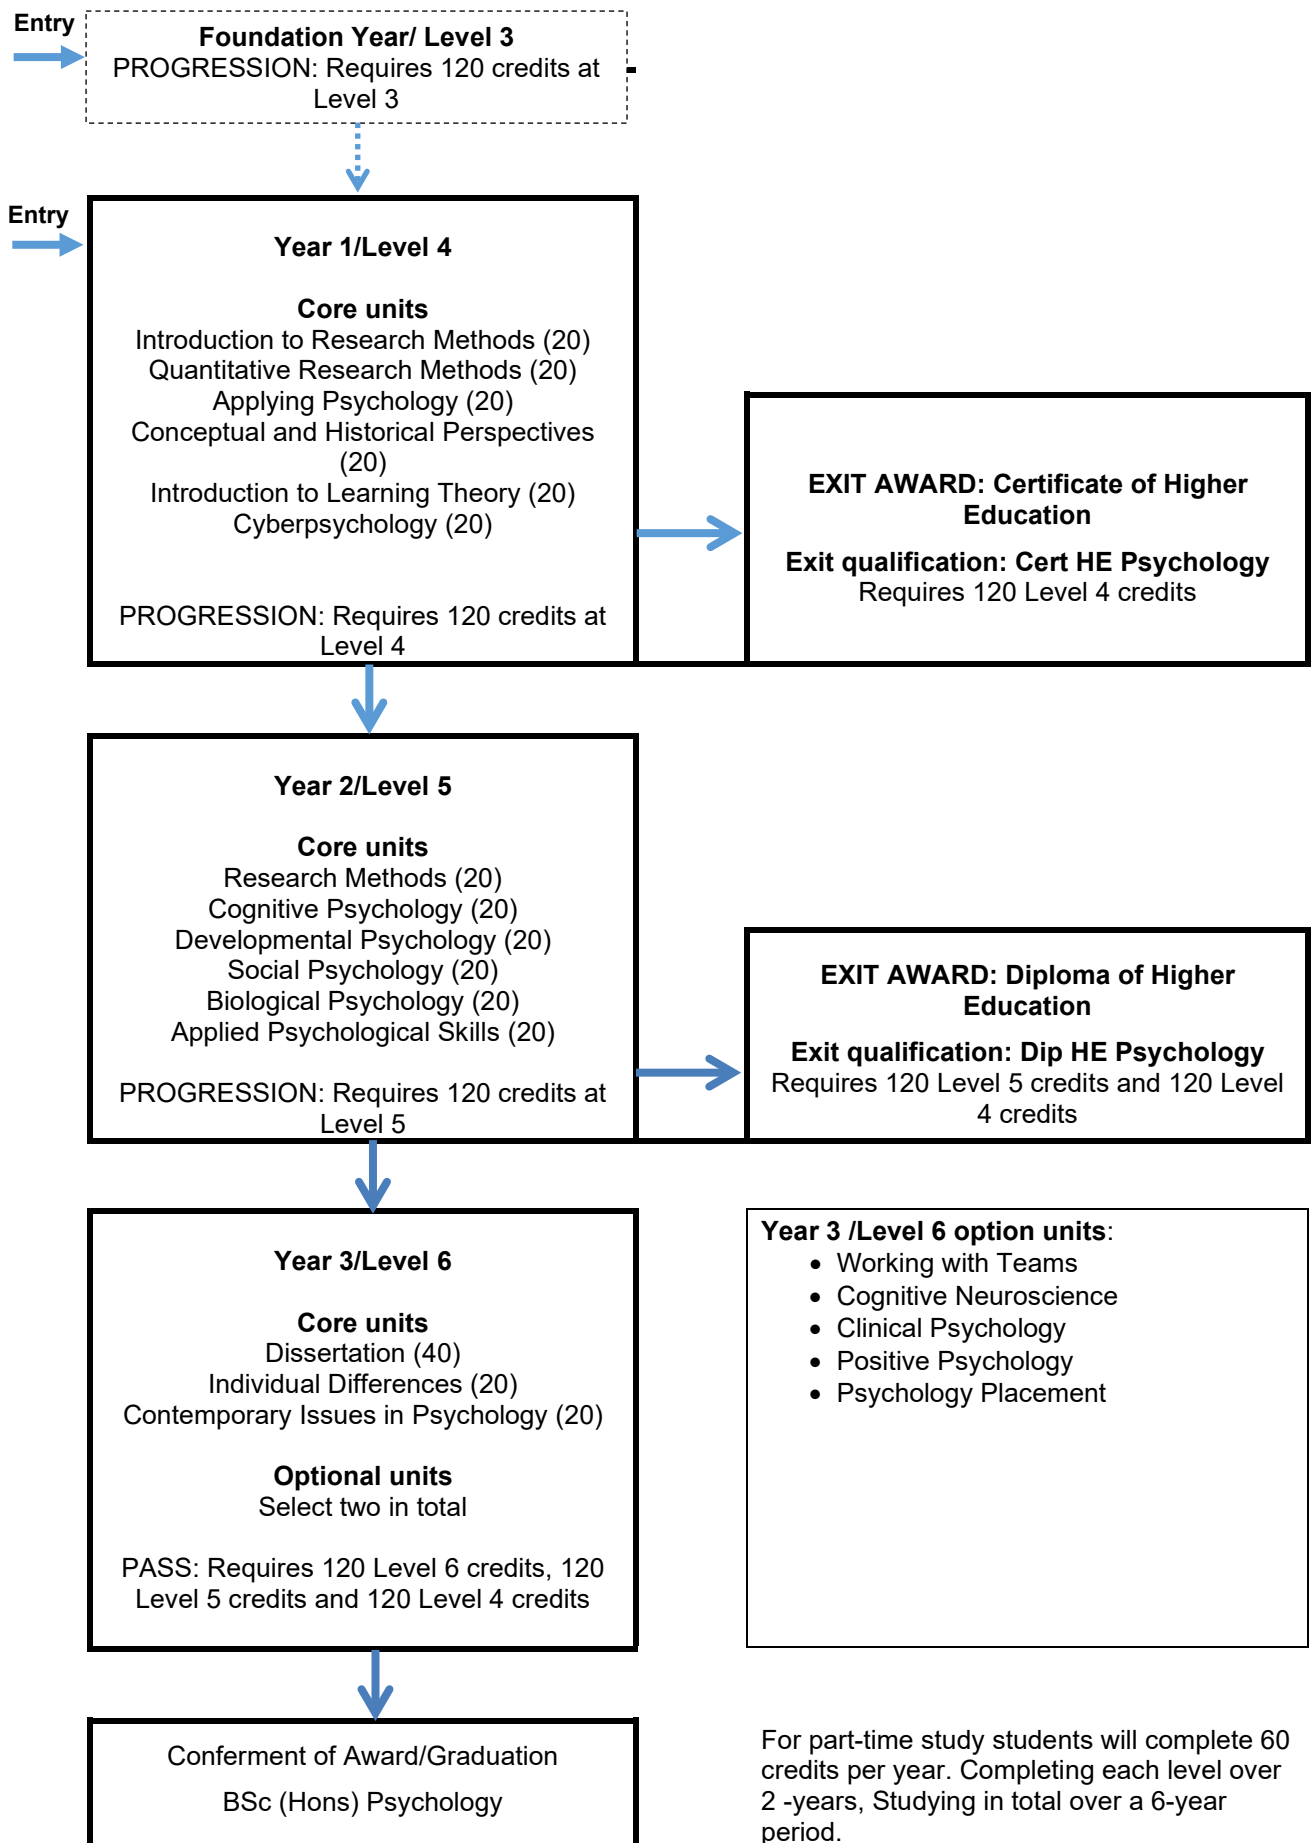 Entry
Foundation Year/ Level 3
PROGRESSION: Requires 120 credits at
Level 3
Entry
Year 1/Level 4
Core units
Introduction to Research Methods (20)
Quantitative Research Methods (20)
Applying Psychology (20)
Conceptual and Historical Perspectives
(20)
Introduction to Learning Theory (20)
Cyberpsychology (20)
PROGRESSION: Requires 120 credits at
Level 4
EXIT AWARD: Certificate of Higher
Education
Exit qualification: Cert HE Psychology
Requires 120 Level 4 credits
Year 2/Level 5
Core units
Research Methods (20)
Cognitive Psychology (20)
Developmental Psychology (20)
Social Psychology (20)
Biological Psychology (20)
Applied Psychological Skills (20)
PROGRESSION: Requires 120 credits at
Level 5
EXIT AWARD: Diploma of Higher
Education
Exit qualification: Dip HE Psychology
Requires 120 Level 5 credits and 120 Level
4 credits
Year 3/Level 6
Core units
Dissertation (40)
Individual Differences (20)
Contemporary Issues in Psychology (20)
Optional units
Select two in total
PASS: Requires 120 Level 6 credits, 120
Level 5 credits and 120 Level 4 credits
Year 3 /Level 6 option units:
• Working with Teams
• Cognitive Neuroscience
• Clinical Psychology
• Positive Psychology
• Psychology Placement
Conferment of Award/Graduation
BSc (Hons) Psychology
For part-time study students will complete 60
credits per year. Completing each level over
2 -years, Studying in total over a 6-year
period.